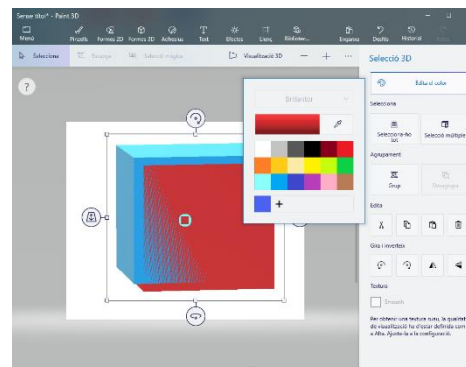 Sense títol* - Paint 3D
Menú
Pinzells
Formes 2D
Formes 3D
Adhesius
Text
Efectes
Llenç
Bibliotec...
Enganxa
Desfés
Historial
Selecciona
Retalla
Selecció màgica
Visualització 3D
Selecció 3D
Edita el color
Brillantor
Selecciona
Selecciona-ho tot
Selecció múltiple
Agrupament
Grup
Desagrupa
Edita
Gira i inverteix
Textura
Smooth
Per obtenir una textura suau, la qualitat
de visualització ha d'estar definida com
a Alta. Ajusta-la a la configuració.